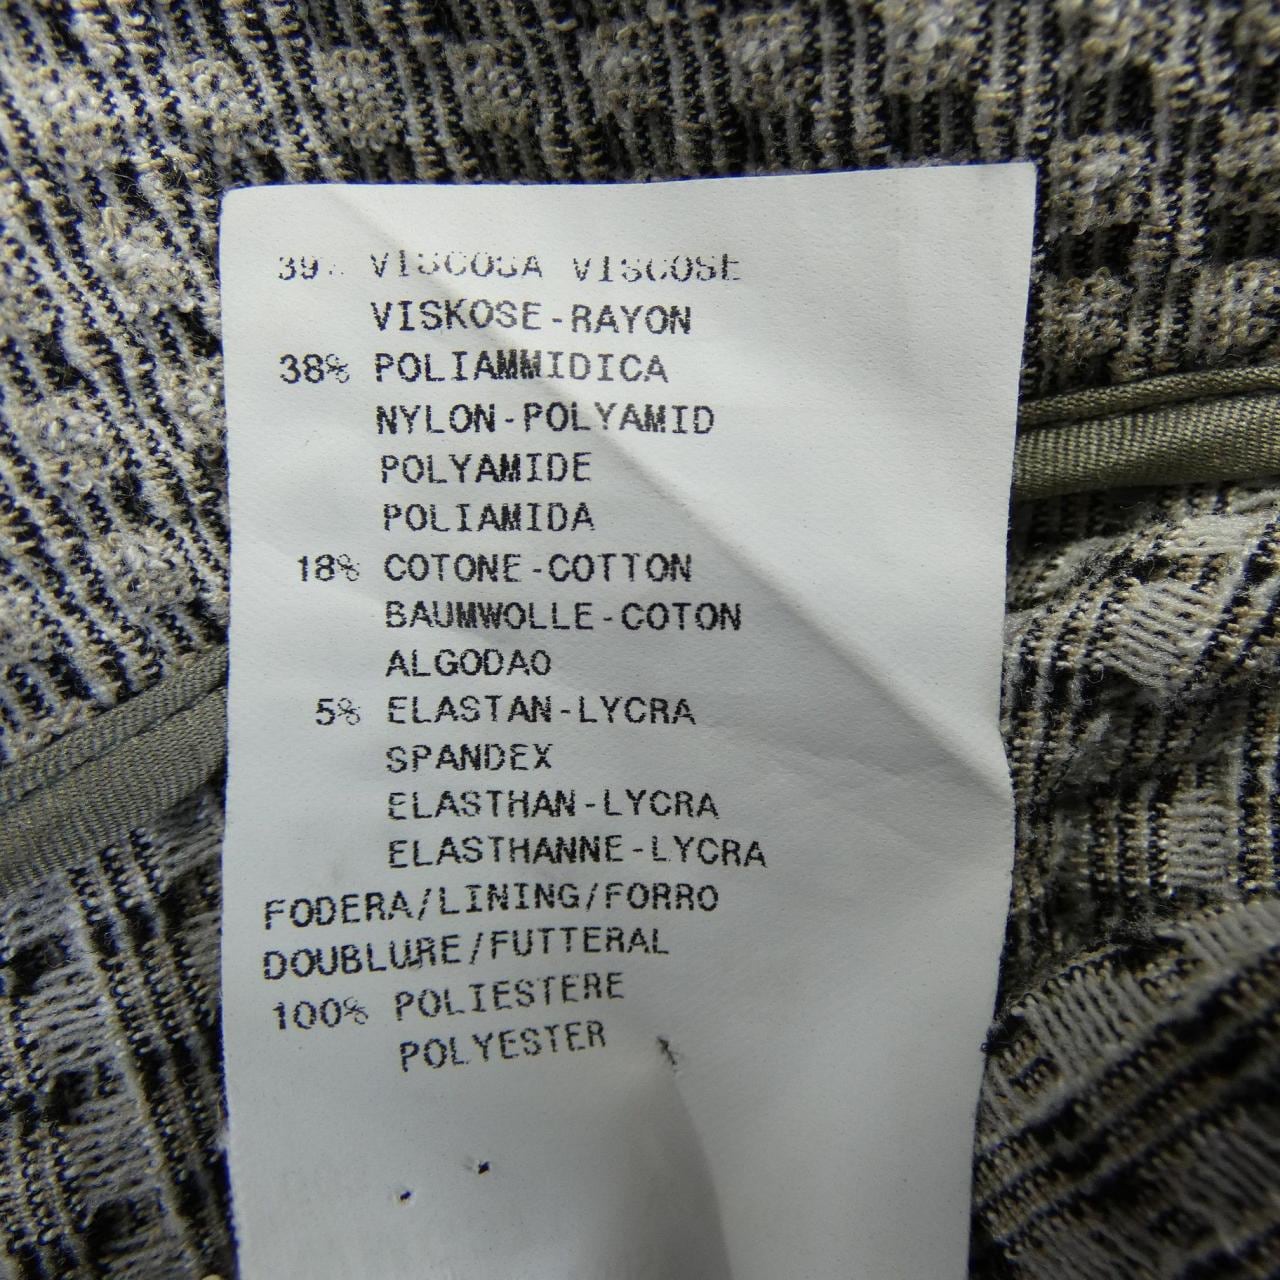 39% VISCOSA VISCOSE
VISKOSE-RAYON
38% POLIAMMIDICA
NYLON-POLYAMID
POLYAMIDE
POLIAMIDA
18% COTONE-COTTON
BAUMWOLLE-COTON
ALGODAO
5% ELASTAN-LYCRA
SPANDEX
ELASTHAN-LYCRA
ELASTHANNE-LYCRA
FODERA/LINING/FORRO
DOUBLURE/FUTTERAL
100% POLIESTERE
POLYESTER